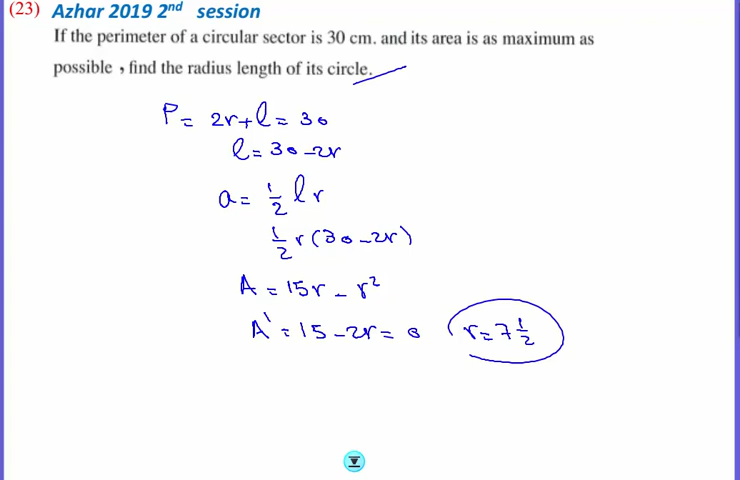 (23) Azhar 2019 2nd session
If the perimeter of a circular sector is 30 cm. and its area is as maximum as
possible , find the radius length of its circle.
P = 2r + l = 30
l = 30 - 2r
a = 1/2 l r
1/2 r (30 - 2r)
A = 15r - r²
A' = 15 - 2r = 0 r = 7 1/2